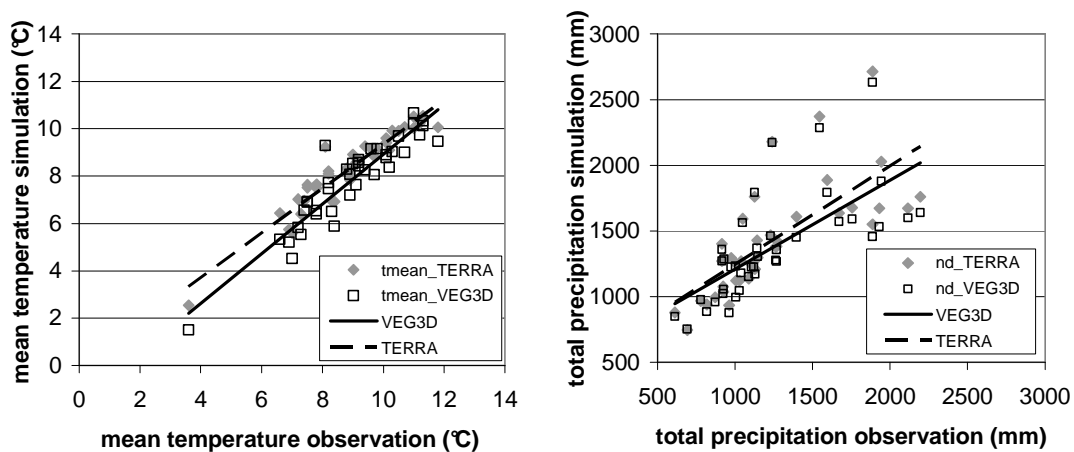 mean temperature simulation (°C)
14
12
10
8
6
4
2
0
0 2 4 6 8 10 12 14
mean temperature observation (°C)
tmean_TERRA
tmean_VEG3D
VEG3D
TERRA
total precipitation simulation (mm)
3000
2500
2000
1500
1000
500
500 1000 1500 2000 2500 3000
total precipitation observation (mm)
nd_TERRA
nd_VEG3D
VEG3D
TERRA